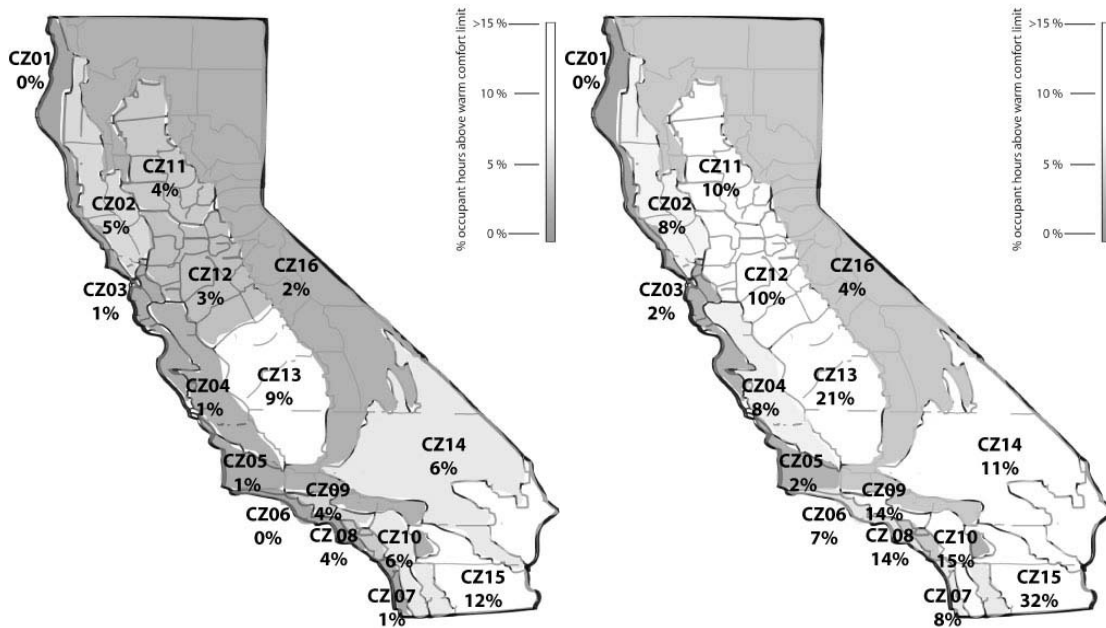 >15 %
10 %
5 %
0 %
% occupant hours above warm comfort limit
CZ01
0%
CZ11
4%
CZ02
5%
CZ12
3%
CZ16
2%
CZ03
1%
CZ13
9%
CZ04
1%
CZ14
6%
CZ05
1%
CZ09
4%
CZ06
0%
CZ 08
4%
CZ10
6%
CZ15
12%
CZ 07
1%
>15 %
10 %
5 %
0 %
% occupant hours above warm comfort limit
CZ01
0%
CZ11
10%
CZ02
8%
CZ12
10%
CZ16
4%
CZ03
2%
CZ13
21%
CZ04
8%
CZ14
11%
CZ05
2%
CZ09
14%
CZ06
7%
CZ 08
14%
CZ10
15%
CZ15
32%
CZ 07
8%